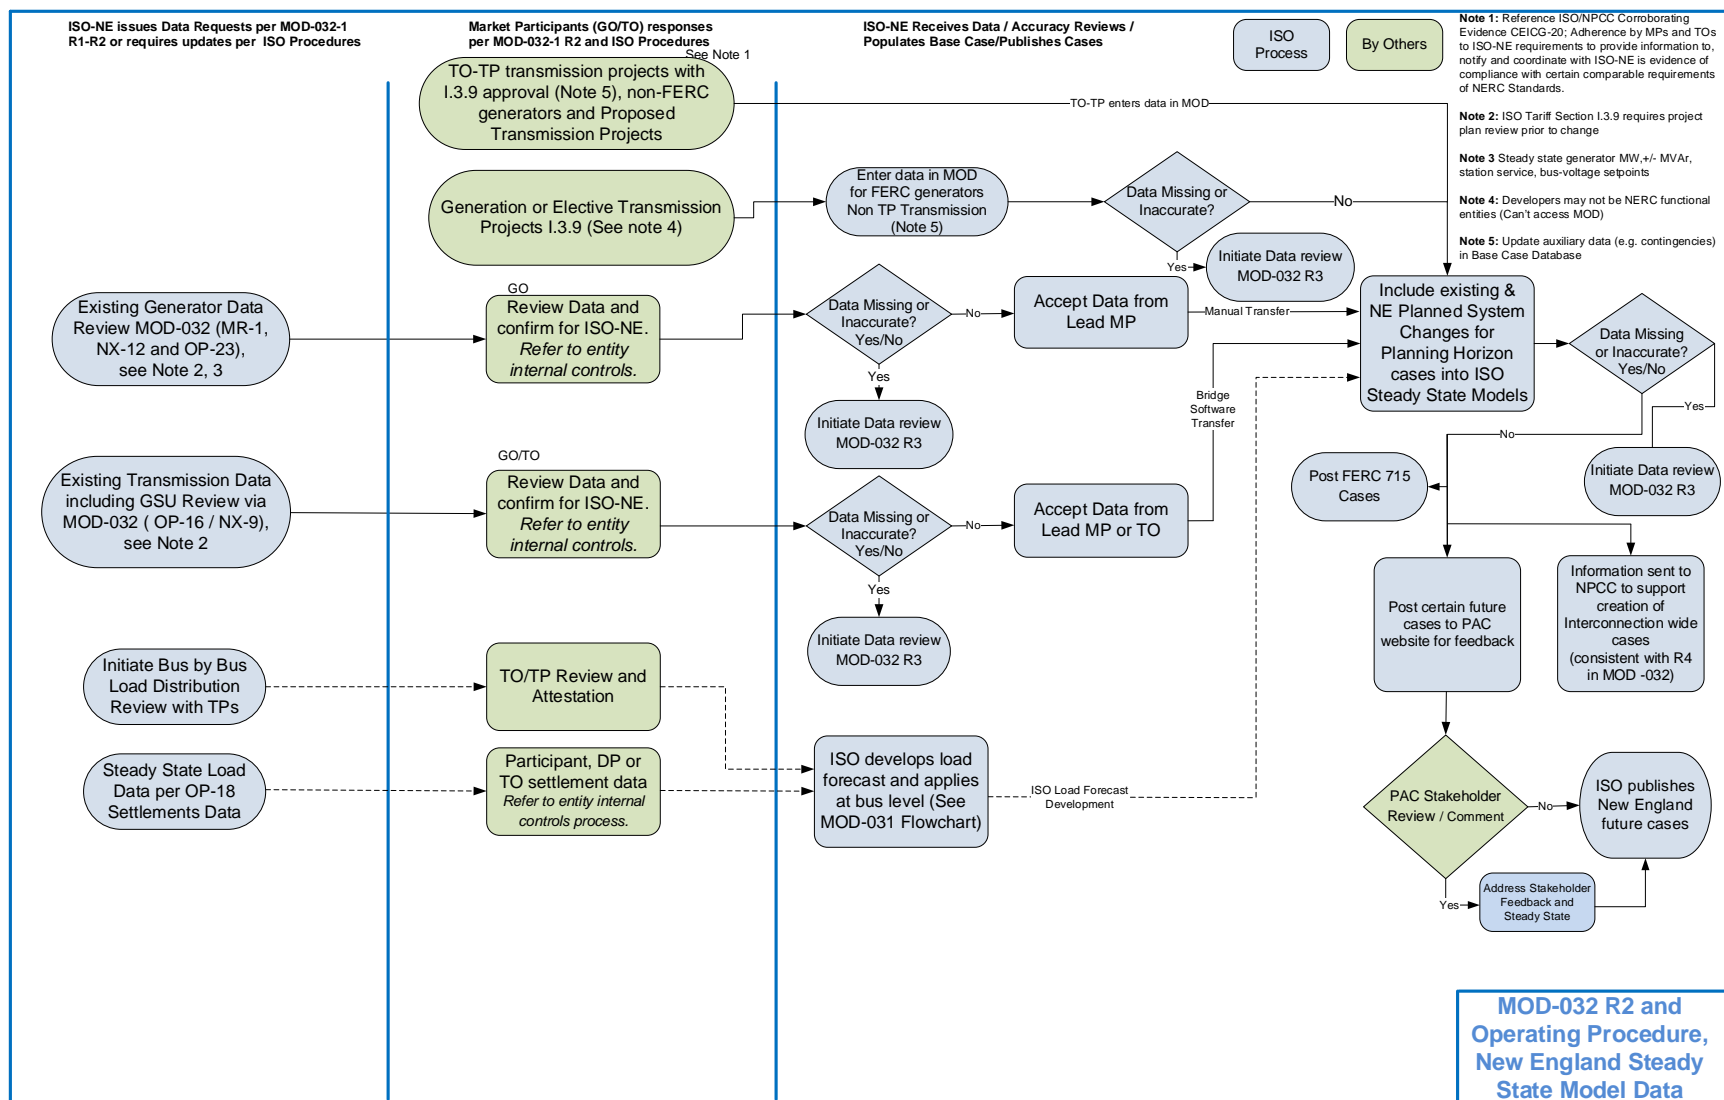 ISO-NE issues Data Requests per MOD-032-1
R1-R2 or requires updates per  ISO Procedures
Market Participants (GO/TO) responses
per MOD-032-1 R2 and ISO Procedures
See Note 1
ISO-NE Receives Data / Accuracy Reviews /
Populates Base Case/Publishes Cases
ISO
Process
By Others
Note 1: Reference ISO/NPCC Corroborating
Evidence CEICG-20; Adherence by MPs and TOs
to ISO-NE requirements to provide information to,
notify and coordinate with ISO-NE is evidence of
compliance with certain comparable requirements
of NERC Standards.
Note 2: ISO Tariff Section I.3.9 requires project
plan review prior to change
Note 3 Steady state generator MW,+/- MVAr,
station service, bus-voltage setpoints
Note 4: Developers may not be NERC functional
entities (Can't access MOD)
Note 5: Update auxiliary data (e.g. contingencies)
in Base Case Database
TO-TP transmission projects with
I.3.9 approval (Note 5), non-FERC
generators and Proposed
Transmission Projects
TO-TP enters data in MOD
Generation or Elective Transmission
Projects I.3.9 (See note 4)
Enter data in MOD
for FERC generators
Non TP Transmission
(Note 5)
Data Missing or
Inaccurate?
No
Yes
Initiate Data review
MOD-032 R3
Existing Generator Data
Review MOD-032 (MR-1,
NX-12 and OP-23),
see Note 2, 3
GO
Review Data and
confirm for ISO-NE.
Refer to entity
internal controls.
Data Missing or
Inaccurate?
Yes/No
No
Accept Data from
Lead MP
Manual Transfer
Yes
Initiate Data review
MOD-032 R3
Include existing &
NE Planned System
Changes for
Planning Horizon
cases into ISO
Steady State Models
Data Missing
or Inaccurate?
Yes/No
Yes
No
Initiate Data review
MOD-032 R3
Bridge
Software
Transfer
Existing Transmission Data
including GSU Review via
MOD-032 ( OP-16 / NX-9),
see Note 2
GO/TO
Review Data and
confirm for ISO-NE.
Refer to entity
internal controls.
Data Missing or
Inaccurate?
Yes/No
No
Accept Data from
Lead MP or TO
Yes
Initiate Data review
MOD-032 R3
Post FERC 715
Cases
Post certain future
cases to PAC
website for feedback
Information sent to
NPCC to support
creation of
Interconnection wide
cases
(consistent with R4
in MOD -032)
Initiate Bus by Bus
Load Distribution
Review with TPs
TO/TP Review and
Attestation
Steady State Load
Data per OP-18
Settlements Data
Participant, DP or
TO settlement data
Refer to entity internal
controls process.
ISO develops load
forecast and applies
at bus level (See
MOD-031 Flowchart)
ISO Load Forecast
Development
PAC Stakeholder
Review / Comment
No
ISO publishes
New England
future cases
Yes
Address Stakeholder
Feedback and
Steady State
MOD-032 R2 and
Operating Procedure,
New England Steady
State Model Data